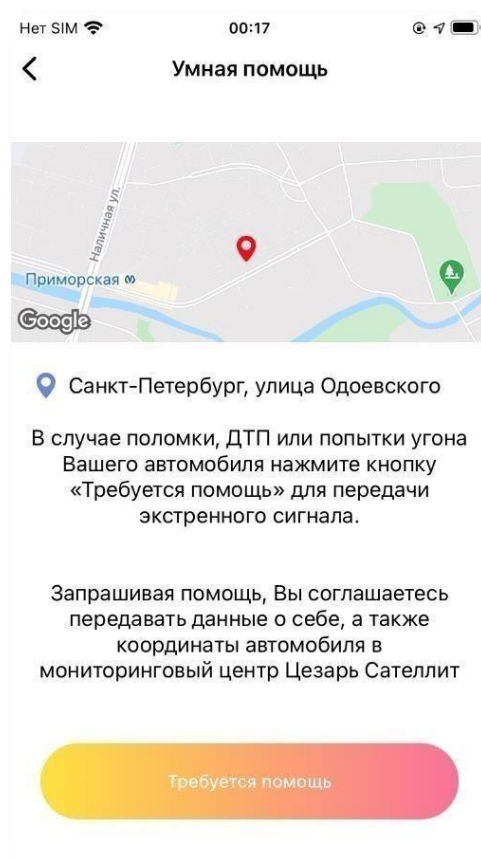 Нет SIM 00:17
Умная помощь
Наличная ул.
Приморская
Google
Санкт-Петербург, улица Одоевского
В случае поломки, ДТП или попытки угона
Вашего автомобиля нажмите кнопку
«Требуется помощь» для передачи
экстренного сигнала.
Запрашивая помощь, Вы соглашаетесь
передавать данные о себе, а также
координаты автомобиля в
мониторинговый центр Цезарь Сателлит
Требуется помощь